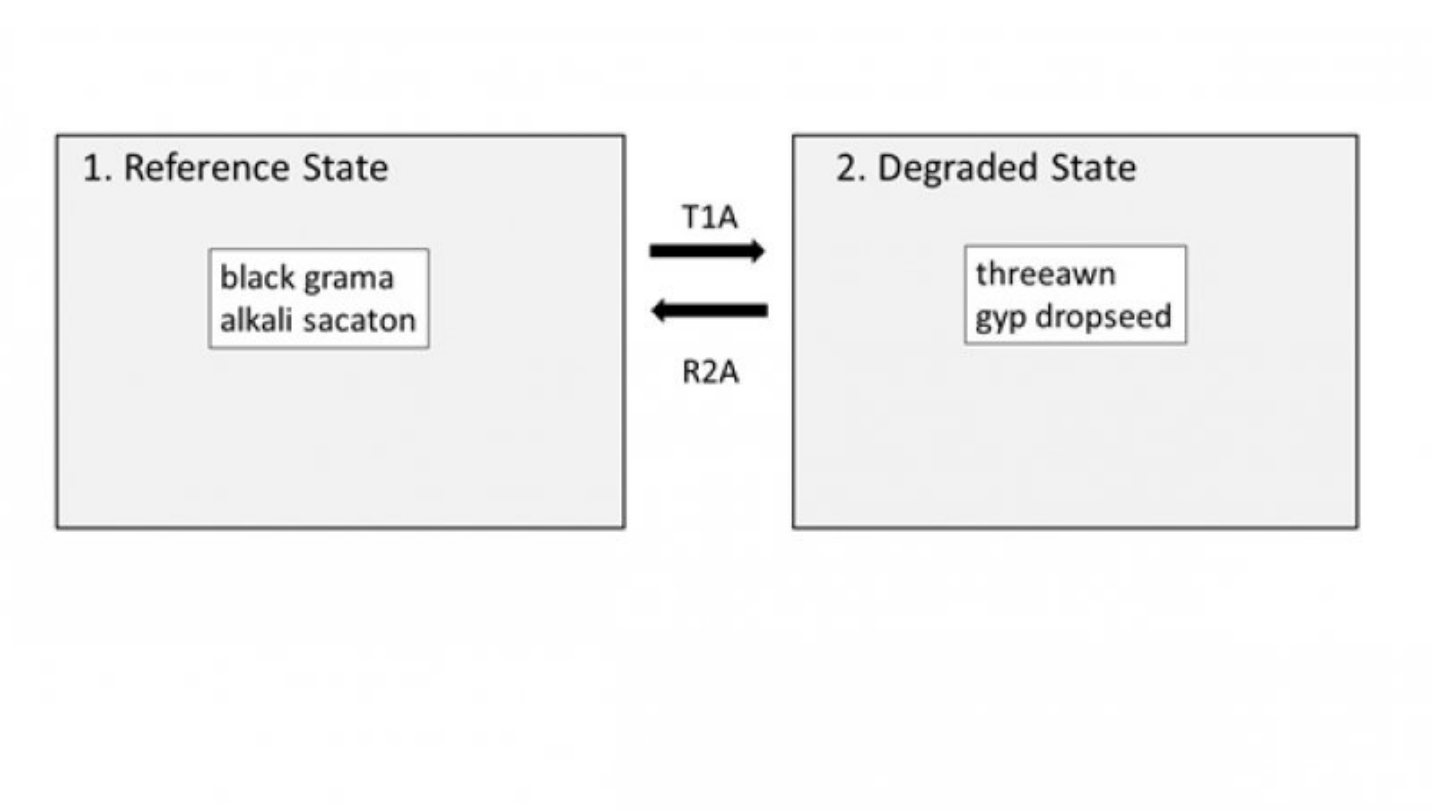 1. Reference State
black grama
alkali sacaton
T1A
R2A
2. Degraded State
threeawn
gyp dropseed